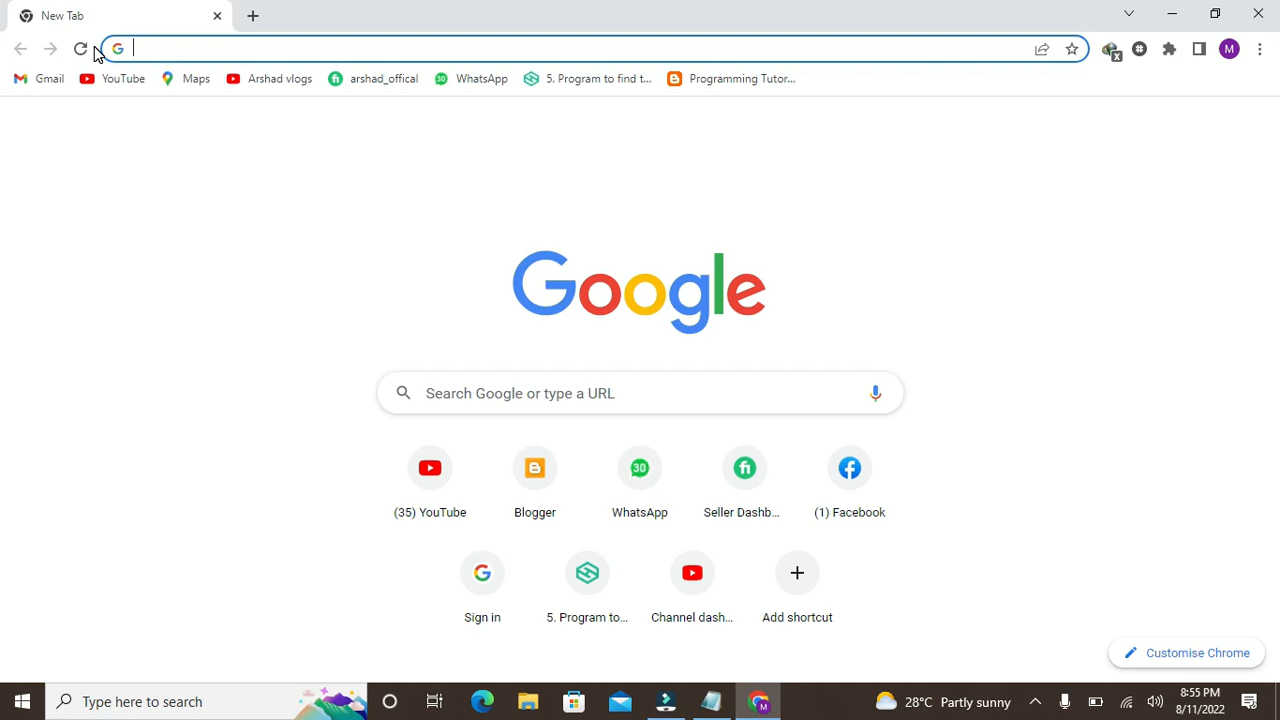 New Tab
Gmail YouTube Maps Arshad vlogs arshad_offical WhatsApp 5. Program to find t... Programming Tutor...
M
Google
Search Google or type a URL
(35) YouTube Blogger WhatsApp Seller Dashb... (1) Facebook
Sign in 5. Program to... Channel dash... Add shortcut
Customise Chrome
Type here to search
28°C Partly sunny
8:55 PM
8/11/2022